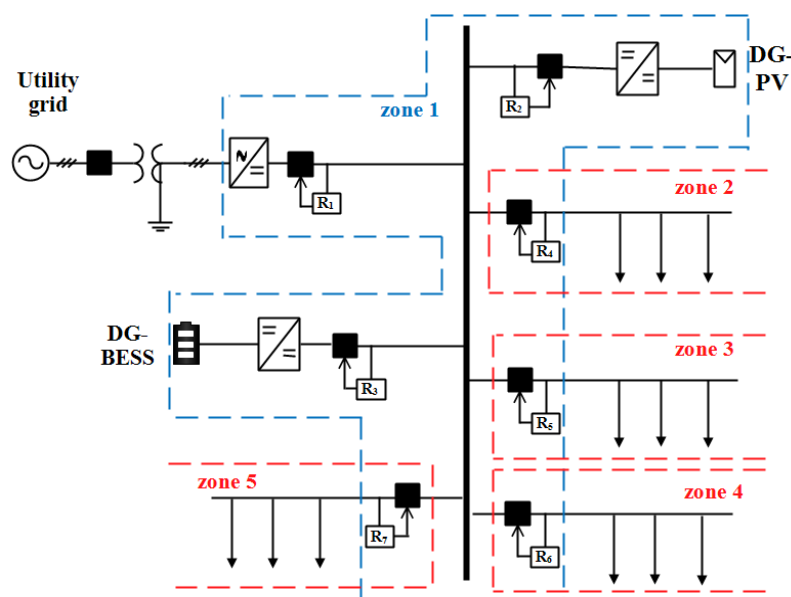 Utility
grid
zone 1
DG-
PV
R2
R1
zone 2
R4
DG-
BESS
zone 3
R3
R5
zone 5
zone 4
R7
R6